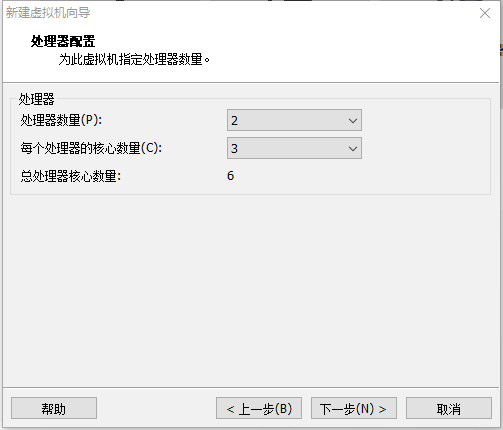 新建虚拟机向导
处理器配置
为此虚拟机指定处理器数量。
处理器
处理器数量(P): 2
每个处理器的核心数量(C): 3
总处理器核心数量: 6
帮助 < 上一步(B) 下一步(N) > 取消